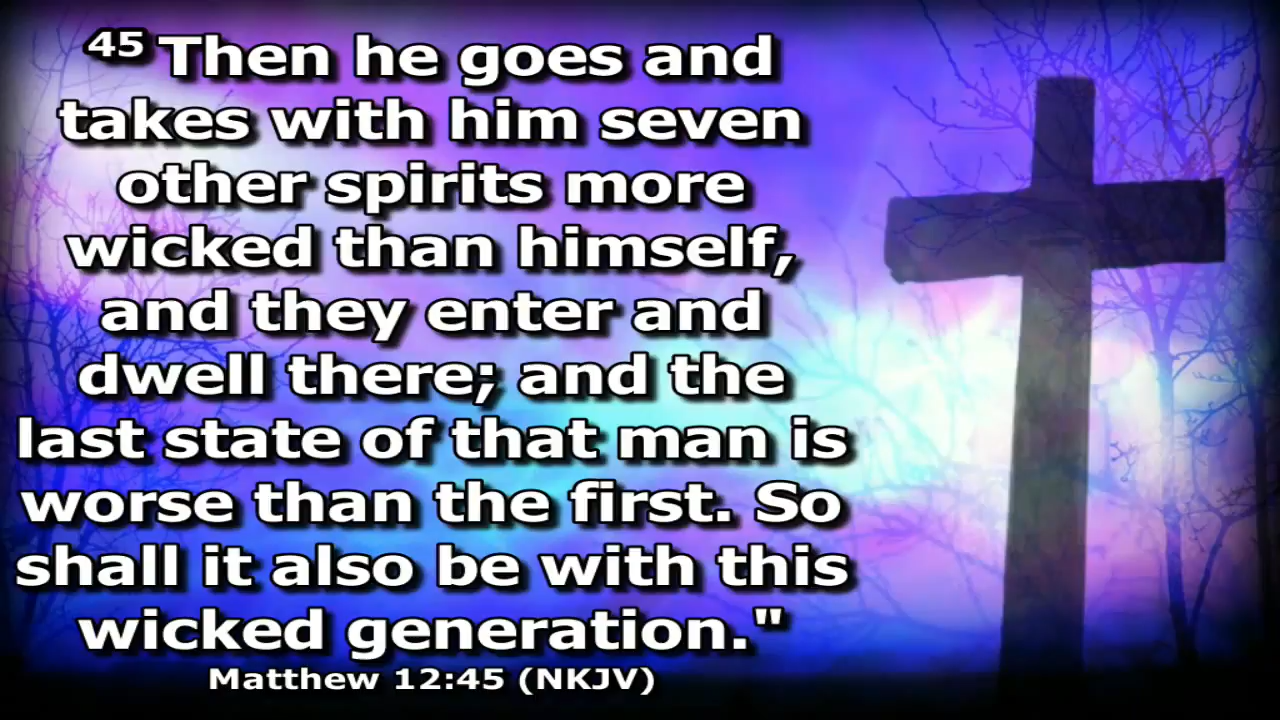 45 Then he goes and
takes with him seven
other spirits more
wicked than himself,
and they enter and
dwell there; and the
last state of that man is
worse than the first. So
shall it also be with this
wicked generation."
Matthew 12:45 (NKJV)